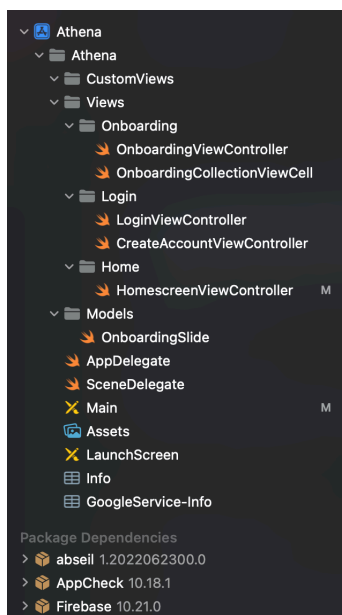 Athena
Athena
CustomViews
Views
Onboarding
OnboardingViewController
OnboardingCollectionViewCell
Login
LoginViewController
CreateAccountViewController
Home
HomescreenViewController M
Models
OnboardingSlide
AppDelegate
SceneDelegate
Main M
Assets
LaunchScreen
Info
GoogleService-Info
Package Dependencies
abseil 1.2022062300.0
AppCheck 10.18.1
Firebase 10.21.0